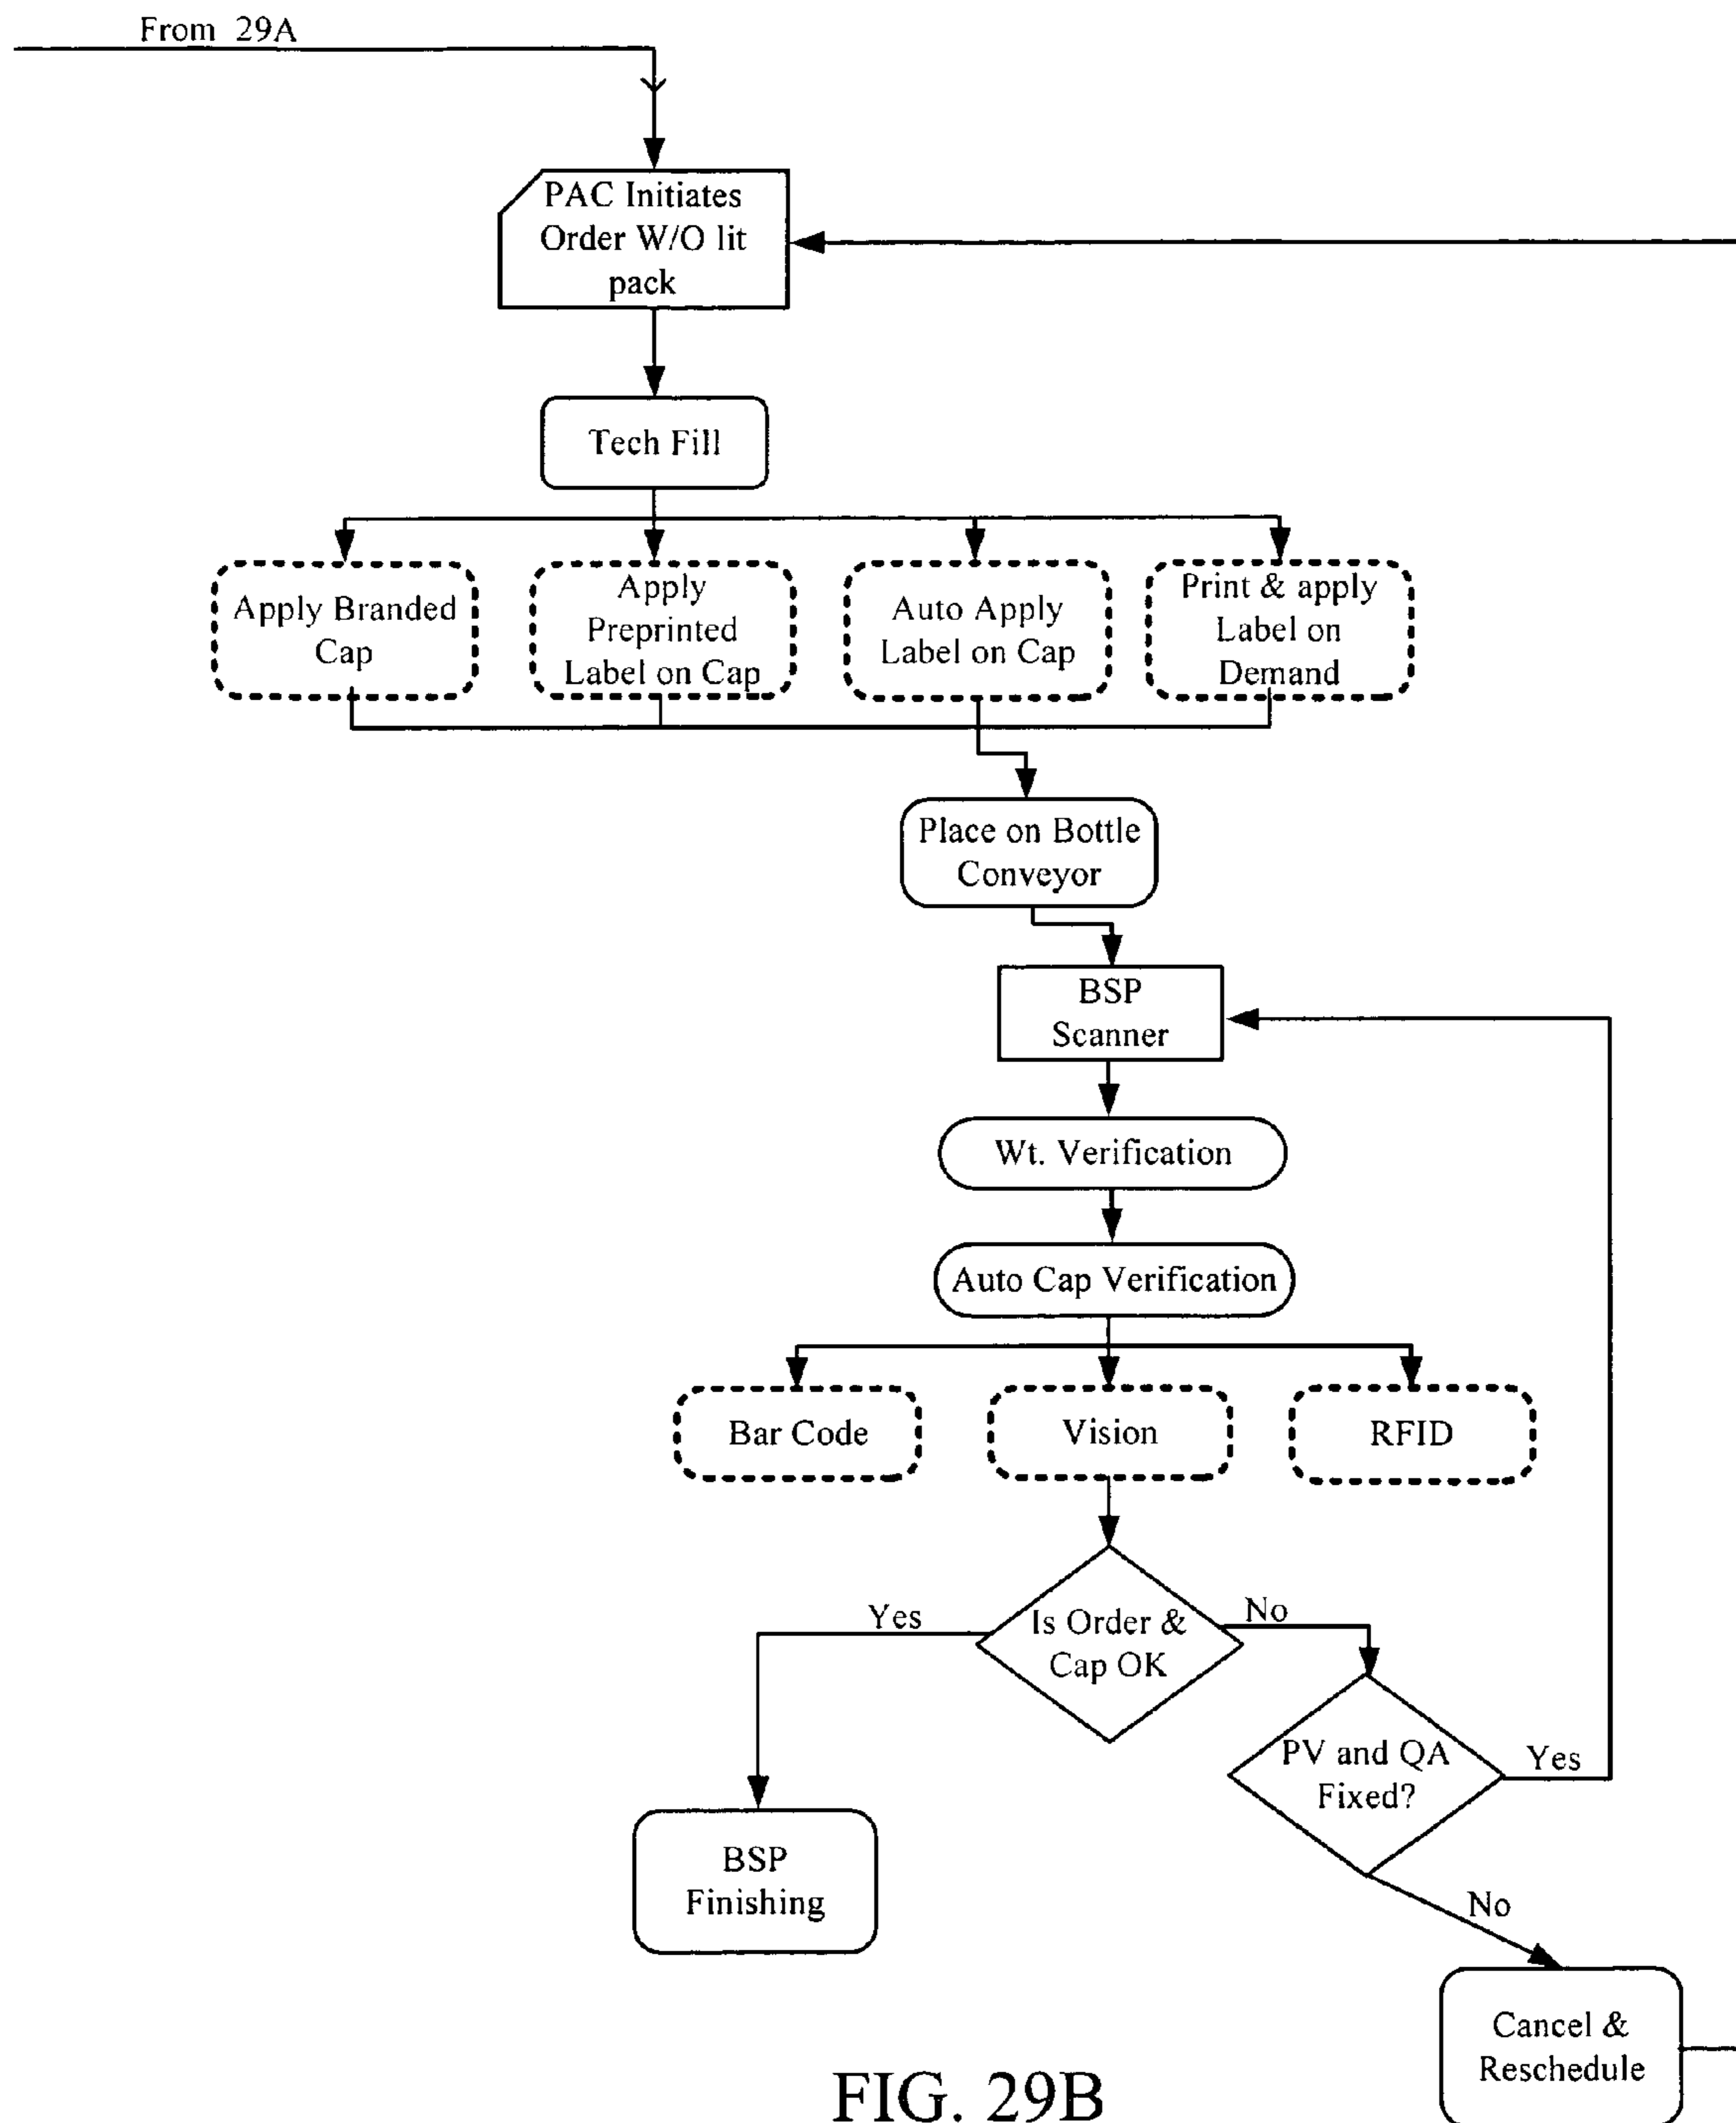 From 29A
PAC Initiates
Order W/O lit
pack
Tech Fill
Apply Branded
Cap
Apply
Preprinted
Label on Cap
Auto Apply
Label on Cap
Print & apply
Label on
Demand
Place on Bottle
Conveyor
BSP
Scanner
Wt. Verification
Auto Cap Verification
Bar Code
Vision
RFID
Is Order &
Cap OK
Yes
No
PV and QA
Fixed?
Yes
No
BSP
Finishing
Cancel &
Reschedule
FIG. 29B